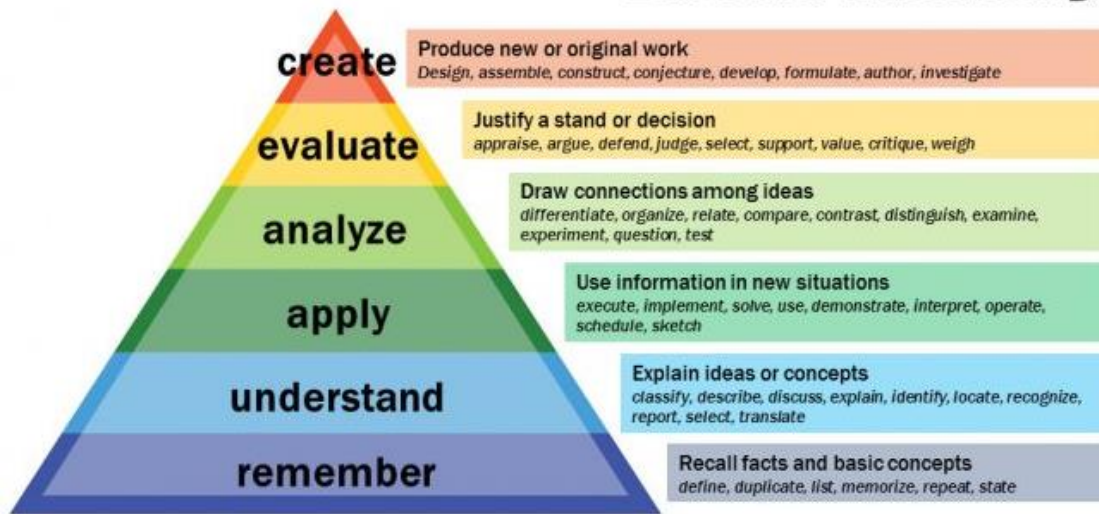 create
Produce new or original work
Design, assemble, construct, conjecture, develop, formulate, author, investigate
evaluate
Justify a stand or decision
appraise, argue, defend, judge, select, support, value, critique, weigh
analyze
Draw connections among ideas
differentiate, organize, relate, compare, contrast, distinguish, examine,
experiment, question, test
apply
Use information in new situations
execute, implement, solve, use, demonstrate, interpret, operate,
schedule, sketch
understand
Explain ideas or concepts
classify, describe, discuss, explain, identify, locate, recognize,
report, select, translate
remember
Recall facts and basic concepts
define, duplicate, list, memorize, repeat, state